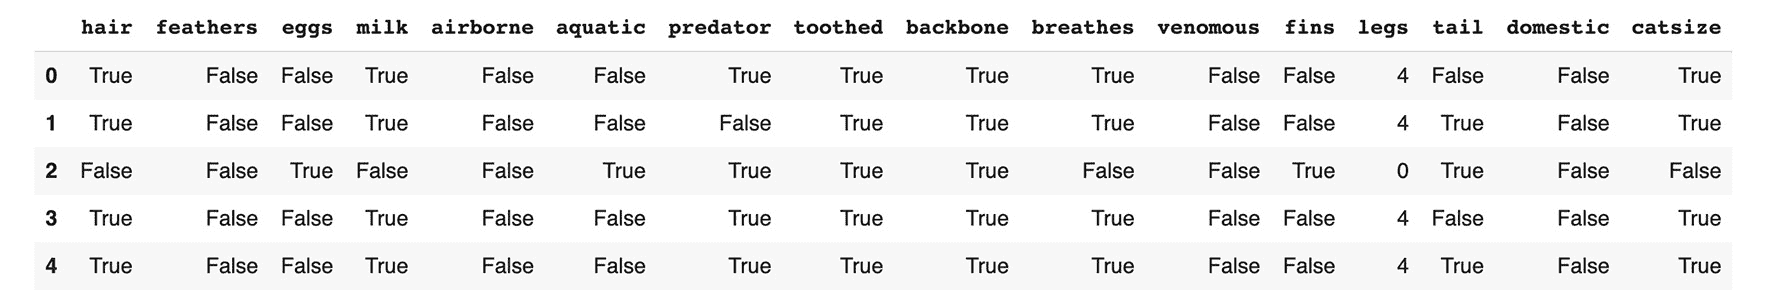 hair feathers eggs milk airborne aquatic predator toothed backbone breathes venomous fins legs tail domestic catsize
0 True False False True False False True True True True False False 4 False False True
1 True False False True False False False True True True False False 4 True False True
2 False False True False False True True True True False False True 0 True False False
3 True False False True False False True True True True False False 4 False False True
4 True False False True False False True True True True False False 4 True False True